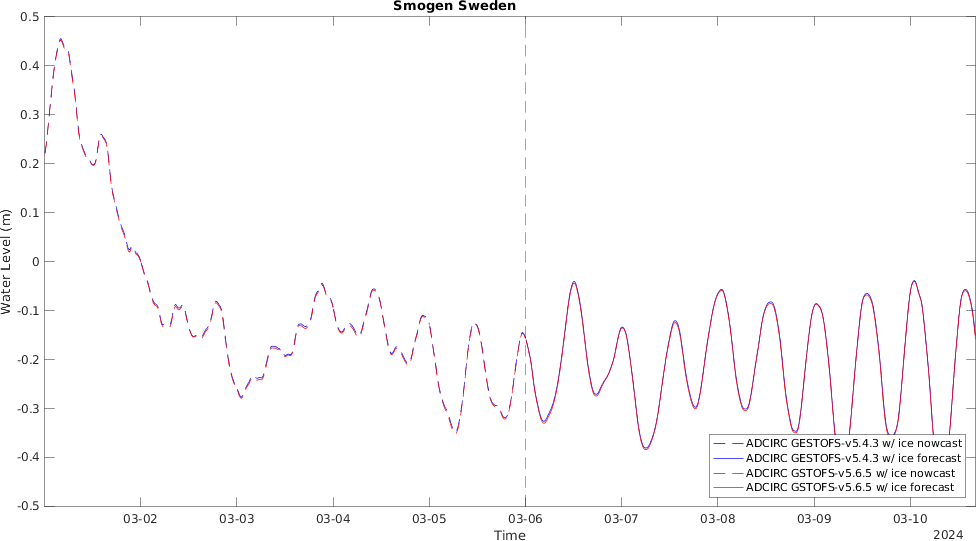 Smogen Sweden
0.5
0.4
0.3
0.2
0.1
0
-0.1
-0.2
-0.3
-0.4
-0.5
Water Level (m)
ADCIRC GESTOFS-v5.4.3 w/ ice nowcast
ADCIRC GESTOFS-v5.4.3 w/ ice forecast
ADCIRC GSTOFS-v5.6.5 w/ ice nowcast
ADCIRC GSTOFS-v5.6.5 w/ ice forecast
03-02 03-03 03-04 03-05 03-06 03-07 03-08 03-09 03-10
Time
2024